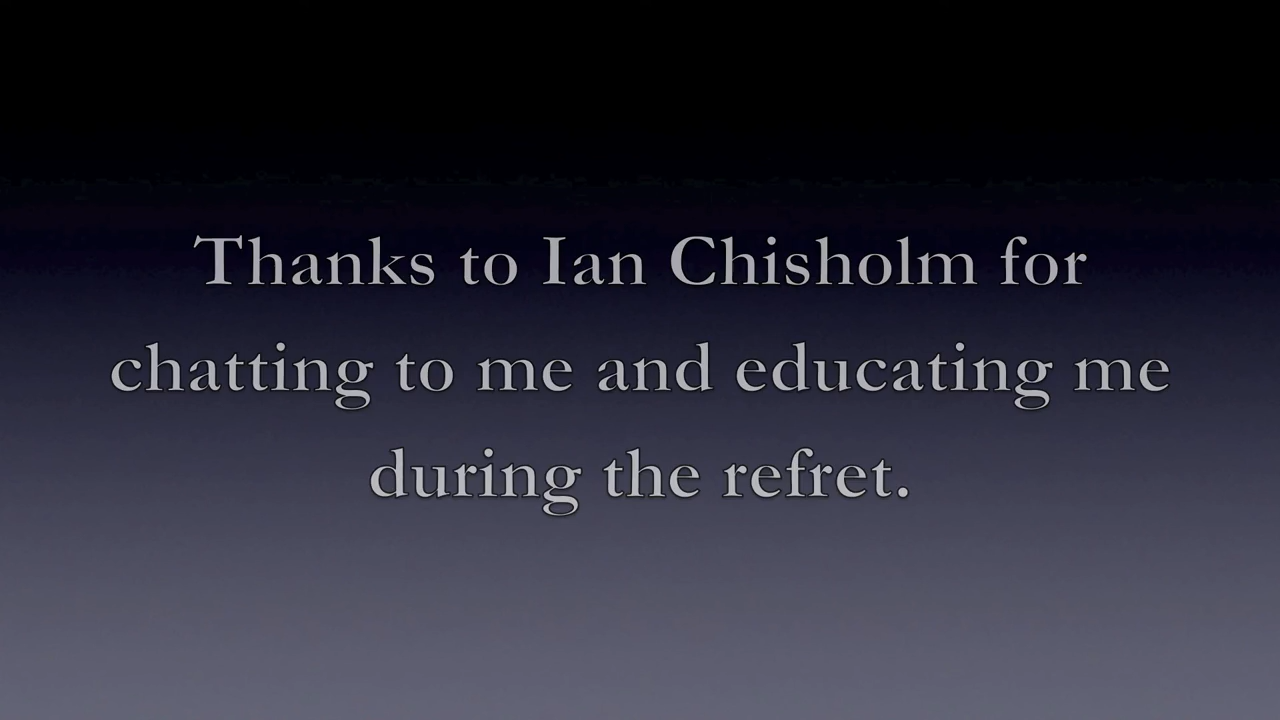 Thanks to Ian Chisholm for
chatting to me and educating me
during the refret.